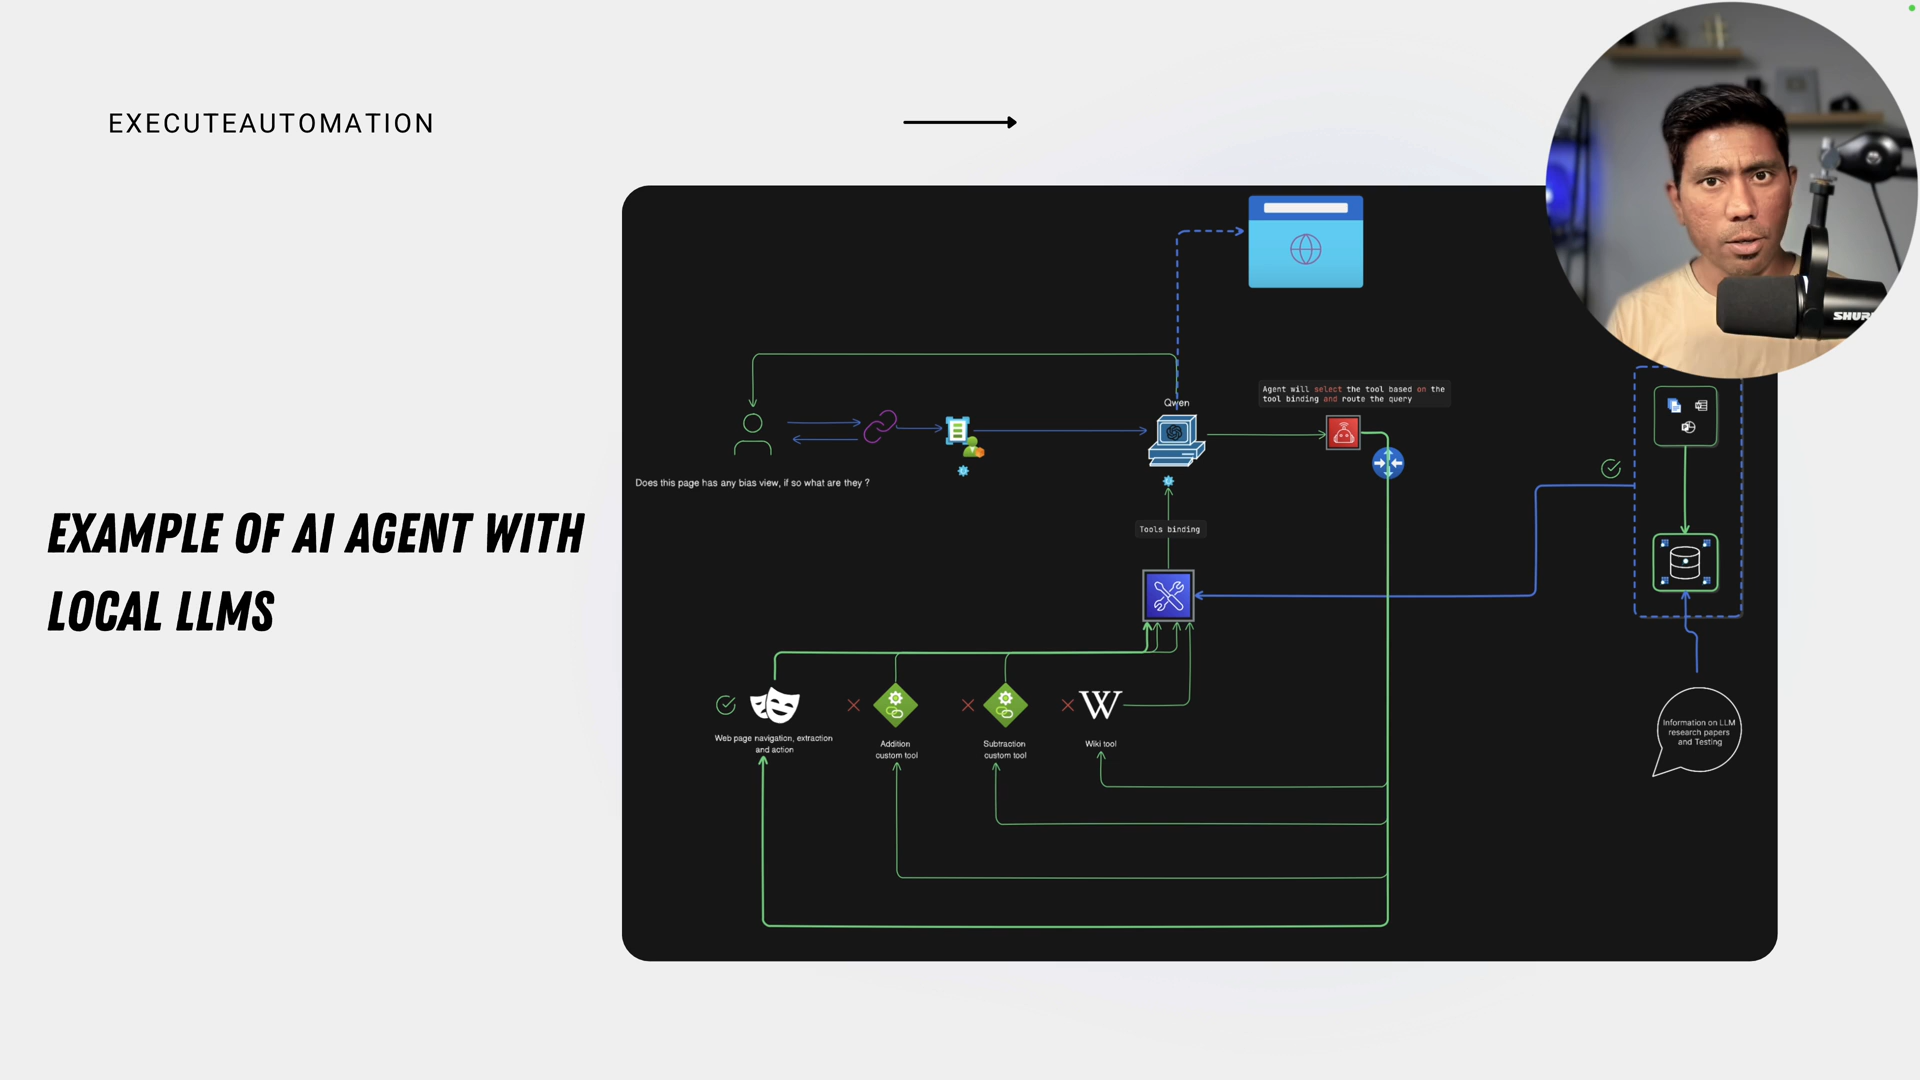 EXECUTEAUTOMATION
EXAMPLE OF AI AGENT WITH
LOCAL LLMS
Qwen
Agent will select the tool based on the
tool binding and route the query
Does this page has any bias view, if so what are they ?
Tools binding
Web page navigation, extraction
and action
Addition
custom tool
Subtraction
custom tool
W
Wiki tool
Information on LLM
research papers
and Testing